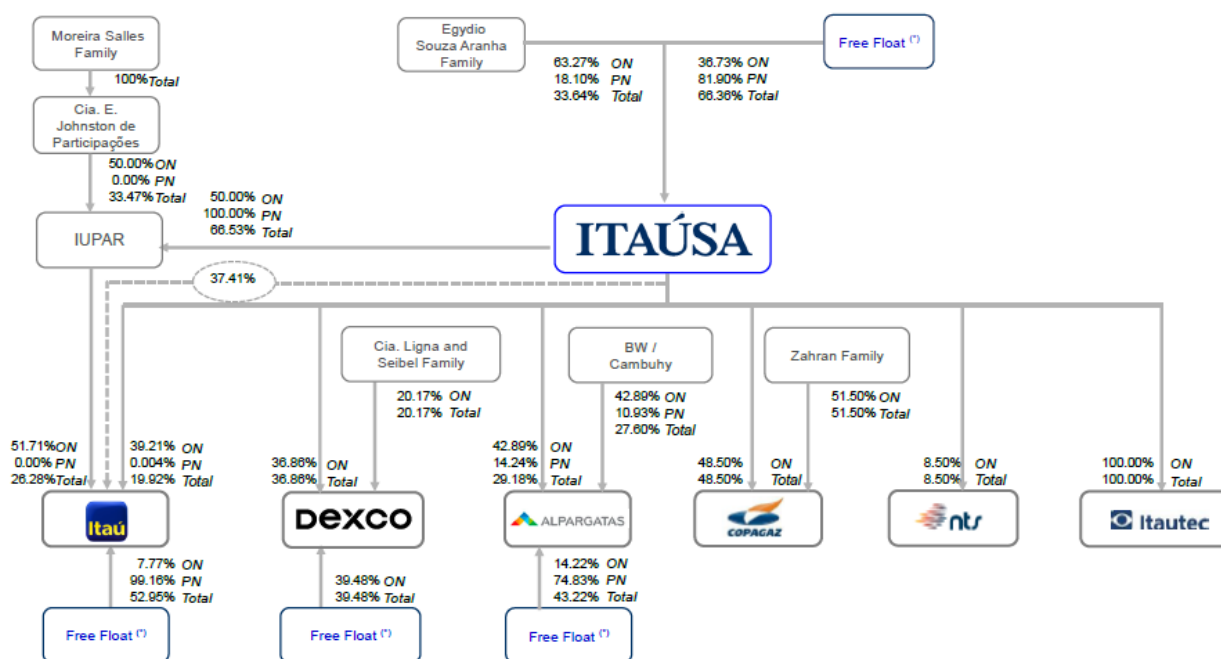 Moreira Salles
Family
Egydio
Souza Aranha
Family
Free Float (*)
100% Total
63.27% ON
18.10% PN
33.64% Total
36.73% ON
81.90% PN
66.36% Total
Cia. E.
Johnston de
Participações
50.00% ON
0.00% PN
33.47% Total
50.00% ON
100.00% PN
66.53% Total
IUPAR
ITAÚSA
37.41%
Cia. Ligna and
Seibel Family
BW /
Cambuhy
Zahran Family
20.17% ON
20.17% Total
42.89% ON
10.93% PN
27.60% Total
51.50% ON
51.50% Total
51.71% ON
0.00% PN
26.28% Total
39.21% ON
0.004% PN
19.92% Total
36.86% ON
36.86% Total
42.89% ON
14.24% PN
29.18% Total
48.50% ON
48.50% Total
8.50% ON
8.50% Total
100.00% ON
100.00% Total
Itaú
Dexco
ALPARGATAS
COPAGAZ
nts
Itautec
7.77% ON
99.16% PN
52.95% Total
39.48% ON
39.48% Total
14.22% ON
74.83% PN
43.22% Total
Free Float (*)
Free Float (*)
Free Float (*)